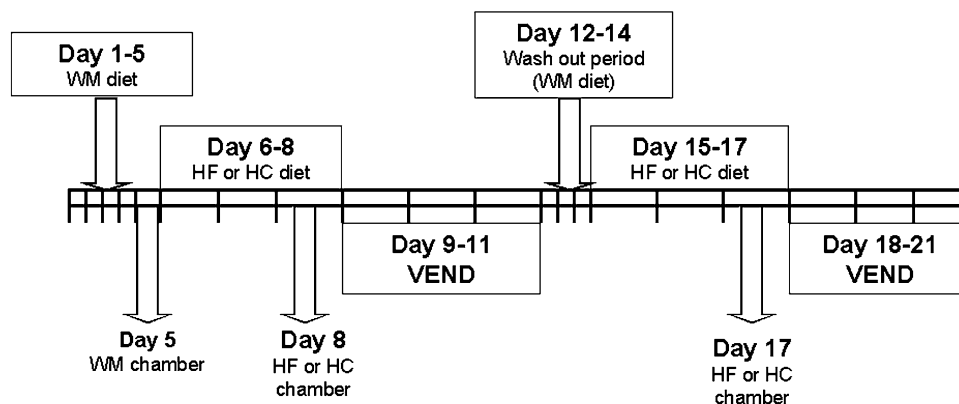 Day 1-5
WM diet
Day 12-14
Wash out period
(WM diet)
Day 6-8
HF or HC diet
Day 15-17
HF or HC diet
Day 9-11
VEND
Day 18-21
VEND
Day 5
WM chamber
Day 8
HF or HC
chamber
Day 17
HF or HC
chamber